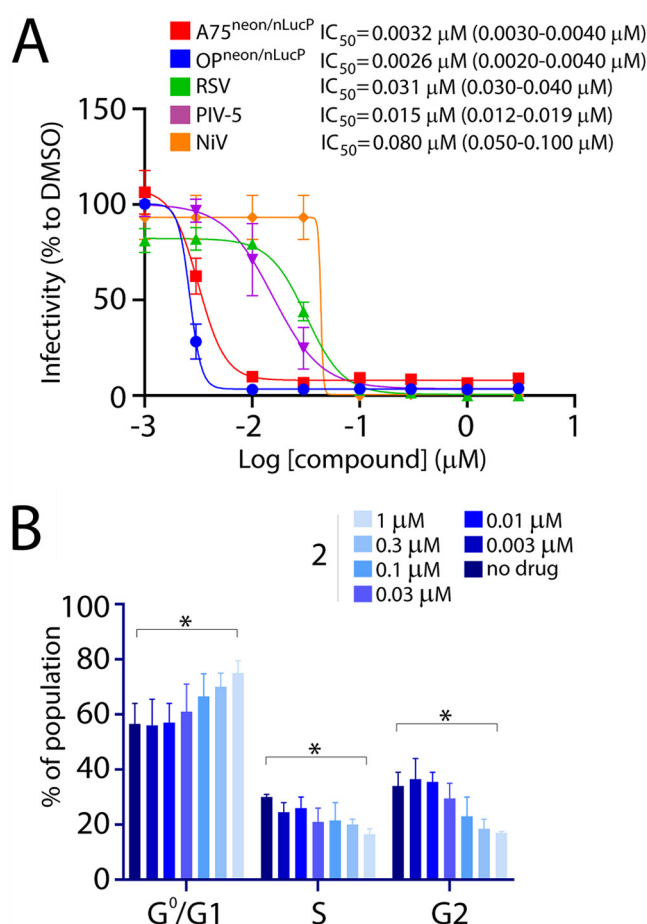 A
A75neon/nLucP IC50=0.0032 µM (0.0030-0.0040 µM)
OPneon/nLucP IC50=0.0026 µM (0.0020-0.0040 µM)
RSV IC50=0.031 µM (0.030-0.040 µM)
PIV-5 IC50=0.015 µM (0.012-0.019 µM)
NiV IC50=0.080 µM (0.050-0.100 µM)
150
100
50
0
Infectivity (% to DMSO)
-3 -2 -1 0 1
Log [compound] (µM)
B
2
1 µM 0.01 µM
0.3 µM 0.003 µM
0.1 µM no drug
0.03 µM
100
80
60
40
20
0
% of population
* * *
G0/G1 S G2